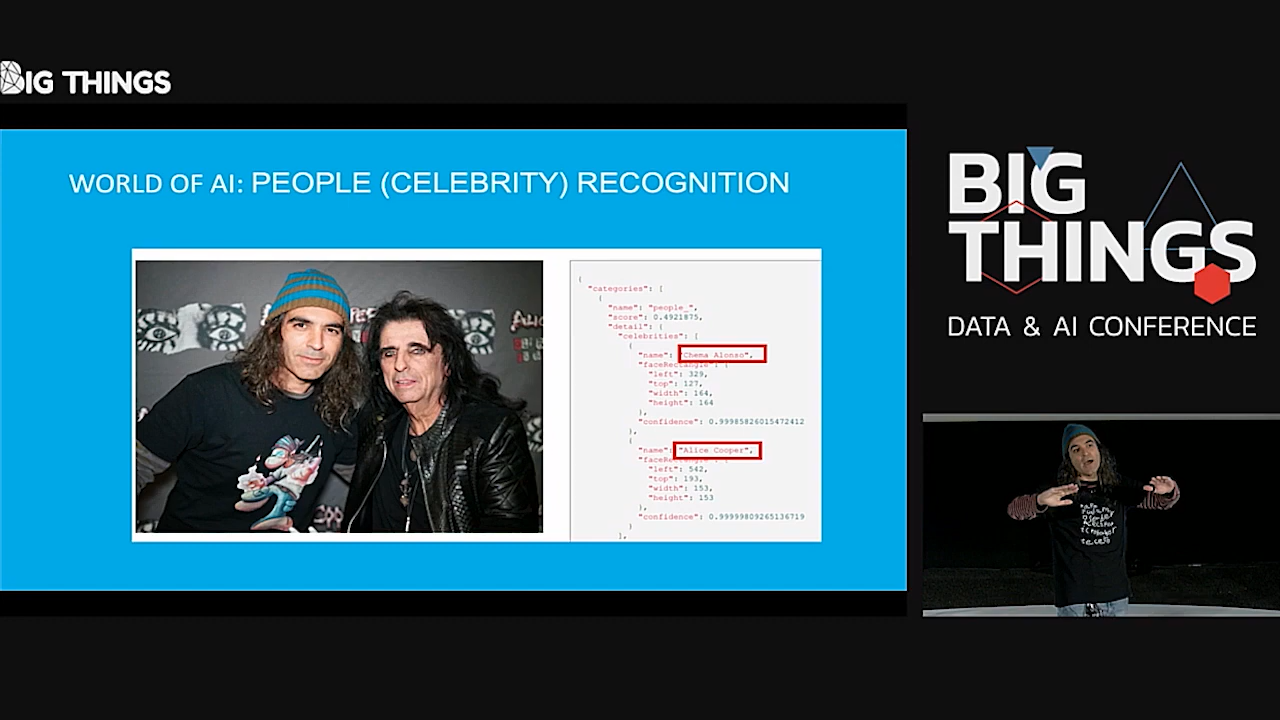 BIG THINGS
WORLD OF AI: PEOPLE (CELEBRITY) RECOGNITION
{
"categories": [
{
"name": "people_",
"score": 0.4921875,
"detail": {
"celebrities": [
{
"name": "Chema Alonso",
"faceRectangle": {
"left": 329,
"top": 127,
"width": 164,
"height": 164
},
"confidence": 0.99985826015472412
},
{
"name": "Alice Cooper",
"faceRectangle": {
"left": 542,
"top": 193,
"width": 153,
"height": 153
},
"confidence": 0.99999809265136719
}
],
BIG
THINGS
DATA & AI CONFERENCE